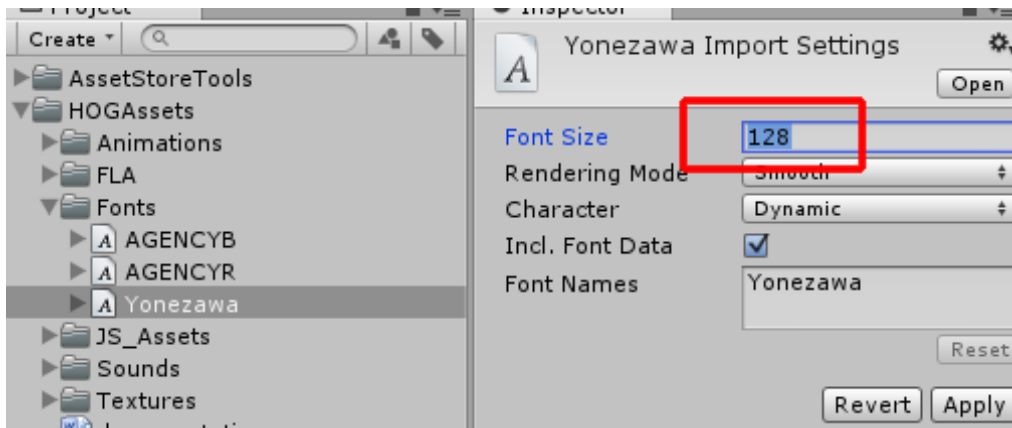 Project
Inspector
Create
Yonezawa Import Settings
Open
AssetStoreTools
HOGAssets
Animations
FLA
Fonts
AGENCYB
AGENCYR
Yonezawa
JS_Assets
Sounds
Textures
Font Size
128
Rendering Mode
Smooth
Character
Dynamic
Incl. Font Data
Font Names
Yonezawa
Reset
Revert
Apply